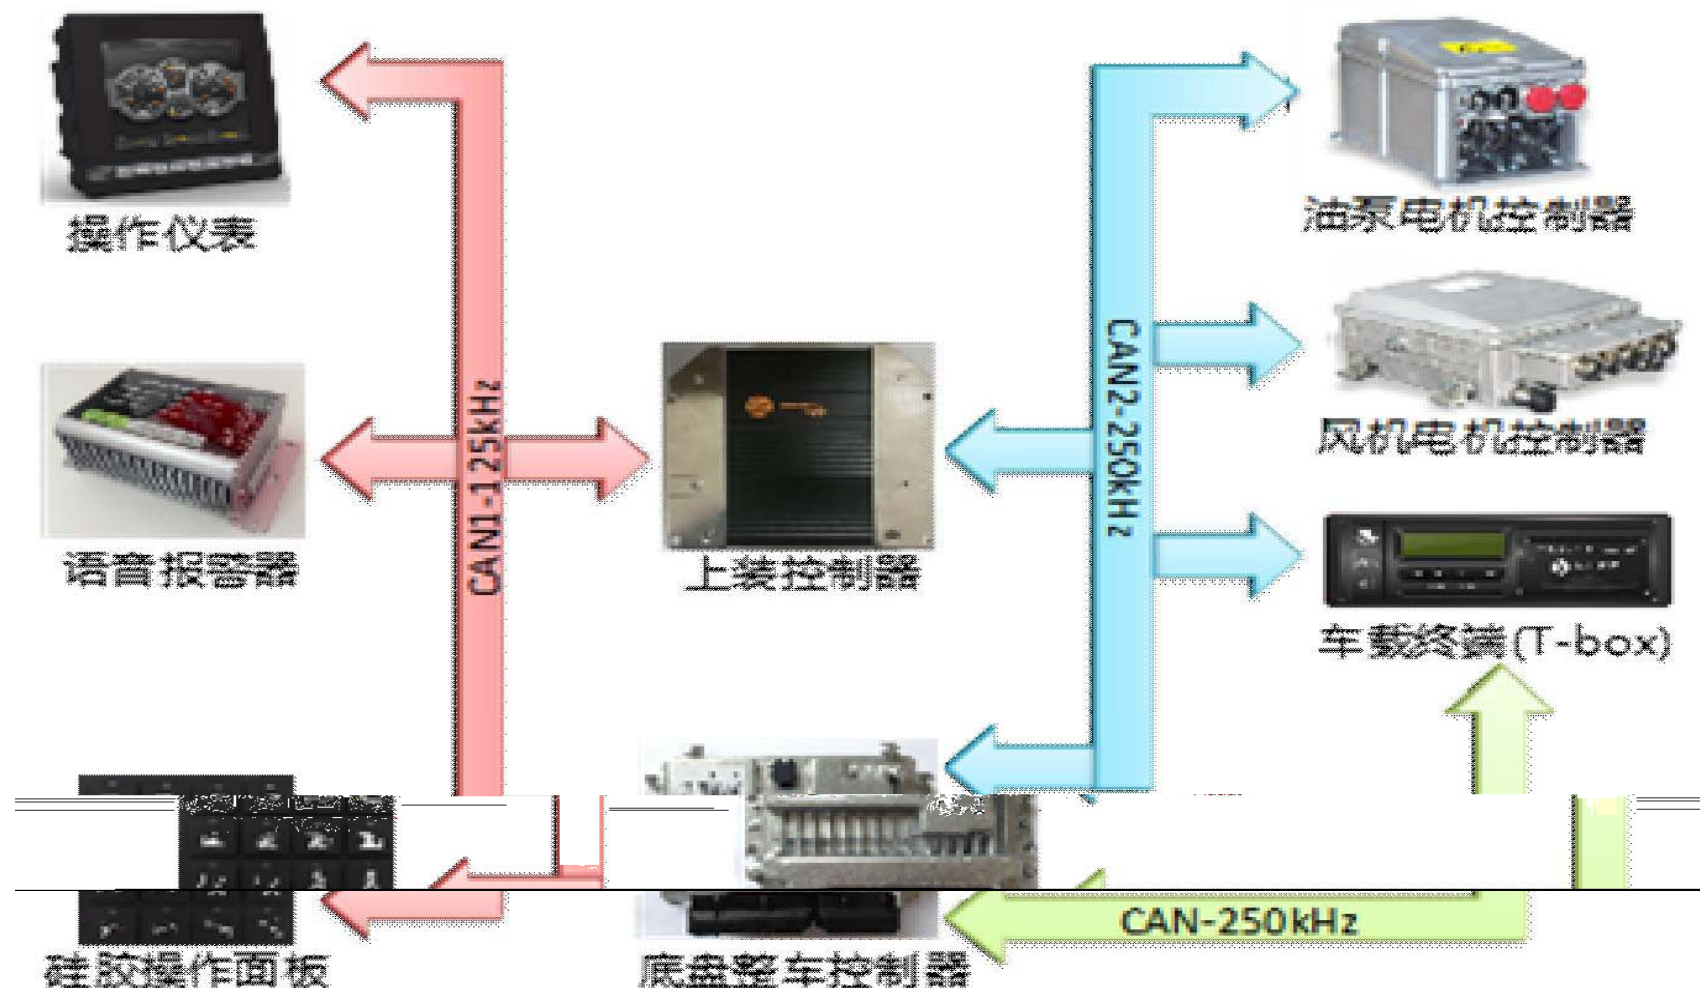 操作仪表
油泵电机控制器
风机电机控制器
语音报警器
CAN1-125kHz
上装控制器
CAN2-250kHz
车载终端(T-box)
CAN-250kHz
硅胶操作面板
底盘整车控制器